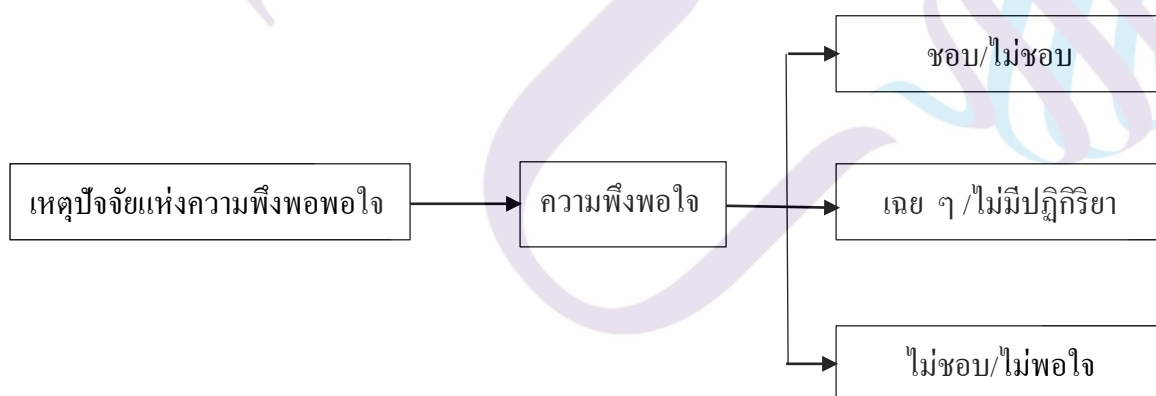 ชอบ/ไม่ชอบ
เหตุปัจจัยแห่งความพึงพอพอใจ
ความพึงพอใจ
เฉย ๆ /ไม่มีปฏิกิริยา
ไม่ชอบ/ไม่พอใจ